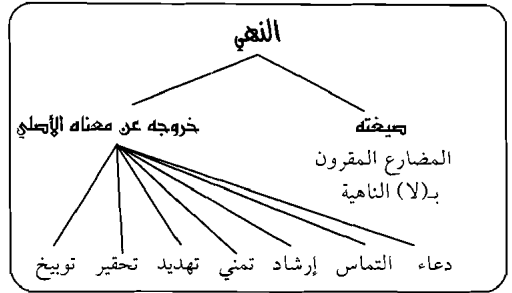 النهي
صيغته
خروجه عن معناه الأصلي
المضارع المقرون
بـ(لا) الناهية
دعاء التماس إرشاد تمني تهديد تحقير توبيخ